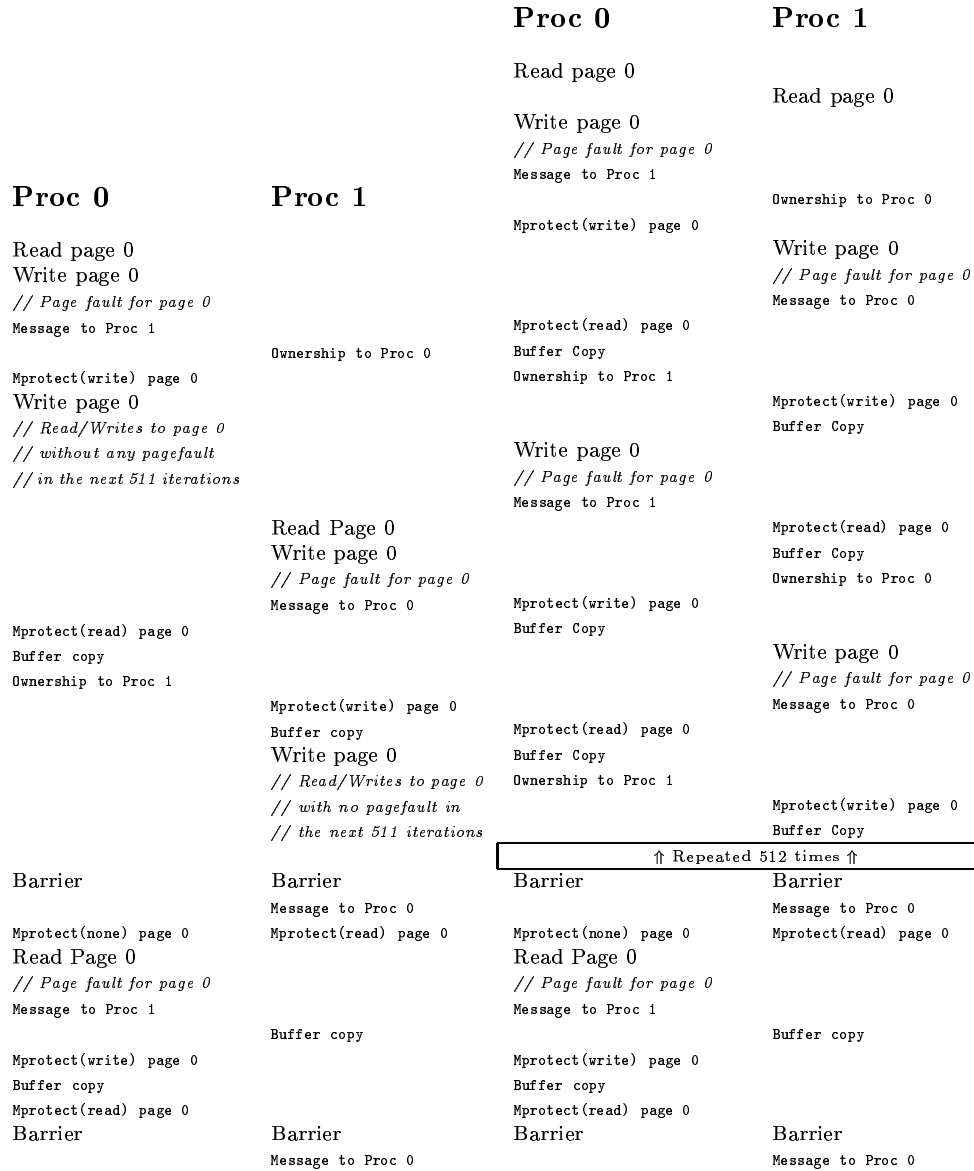 Proc 0 Proc 1
Read page 0
Write page 0
// Page fault for page 0
Message to Proc 1
Ownership to Proc 0
Mprotect(write) page 0
Write page 0
// Read/Writes to page 0
// without any pagefault
// in the next 511 iterations
Read Page 0
Write page 0
// Page fault for page 0
Message to Proc 0
Mprotect(read) page 0
Buffer copy
Ownership to Proc 1
Mprotect(write) page 0
Buffer copy
Write page 0
// Read/Writes to page 0
// with no pagefault in
// the next 511 iterations
Barrier Barrier
Message to Proc 0
Mprotect(none) page 0 Mprotect(read) page 0
Read Page 0
// Page fault for page 0
Message to Proc 1
Buffer copy
Mprotect(write) page 0
Buffer copy
Mprotect(read) page 0
Barrier Barrier
Message to Proc 0
Proc 0 Proc 1
Read page 0
Read page 0
Write page 0
// Page fault for page 0
Message to Proc 1
Ownership to Proc 0
Mprotect(write) page 0
Write page 0
// Page fault for page 0
Message to Proc 0
Mprotect(read) page 0
Buffer Copy
Ownership to Proc 1
Mprotect(write) page 0
Buffer Copy
Write page 0
// Page fault for page 0
Message to Proc 1
Mprotect(read) page 0
Buffer Copy
Ownership to Proc 0
Mprotect(write) page 0
Buffer Copy
Write page 0
// Page fault for page 0
Message to Proc 0
Mprotect(read) page 0
Buffer Copy
Ownership to Proc 1
Mprotect(write) page 0
Buffer Copy
⇑ Repeated 512 times ⇑
Barrier Barrier
Message to Proc 0
Mprotect(none) page 0 Mprotect(read) page 0
Read Page 0
// Page fault for page 0
Message to Proc 1
Buffer copy
Mprotect(write) page 0
Buffer copy
Mprotect(read) page 0
Barrier Barrier
Message to Proc 0